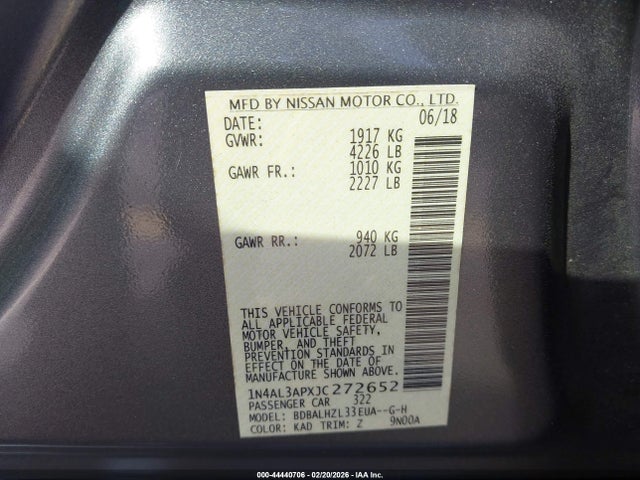 MFD BY NISSAN MOTOR CO., LTD.
DATE: 06/18
GVWR: 1917 KG
4226 LB
GAWR FR.: 1010 KG
2227 LB
GAWR RR.: 940 KG
2072 LB
THIS VEHICLE CONFORMS TO
ALL APPLICABLE FEDERAL
MOTOR VEHICLE SAFETY,
BUMPER, AND THEFT
PREVENTION STANDARDS IN
EFFECT ON THE DATE OF
MANUFACTURE SHOWN ABOVE.
1N4AL3APXJC272652
PASSENGER CAR 322
MODEL: BDBALHZL33EUA--G-H
COLOR: KAD TRIM: Z 9N00A
000-44440706 - 02/20/2026 - IAAI, Inc.